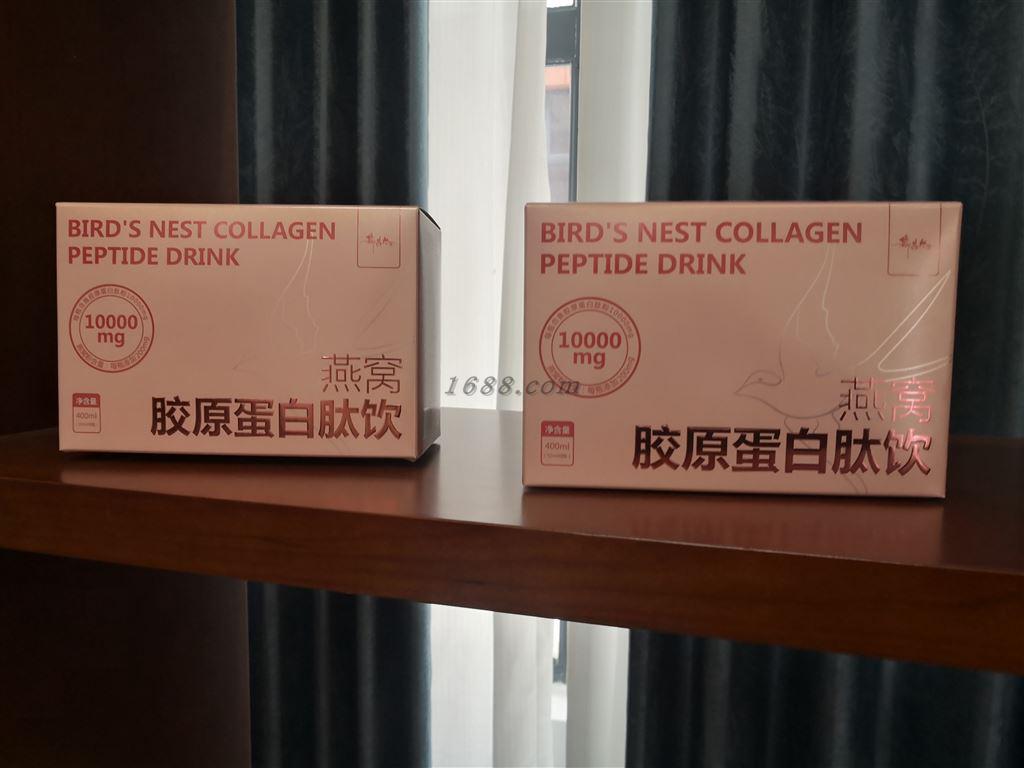 BIRD'S NEST COLLAGEN
PEPTIDE DRINK
10000
mg
燕窝
胶原蛋白肽饮
净含量
400ml
BIRD'S NEST COLLAGEN
PEPTIDE DRINK
10000
mg
燕窝
胶原蛋白肽饮
净含量
400ml
1688.com